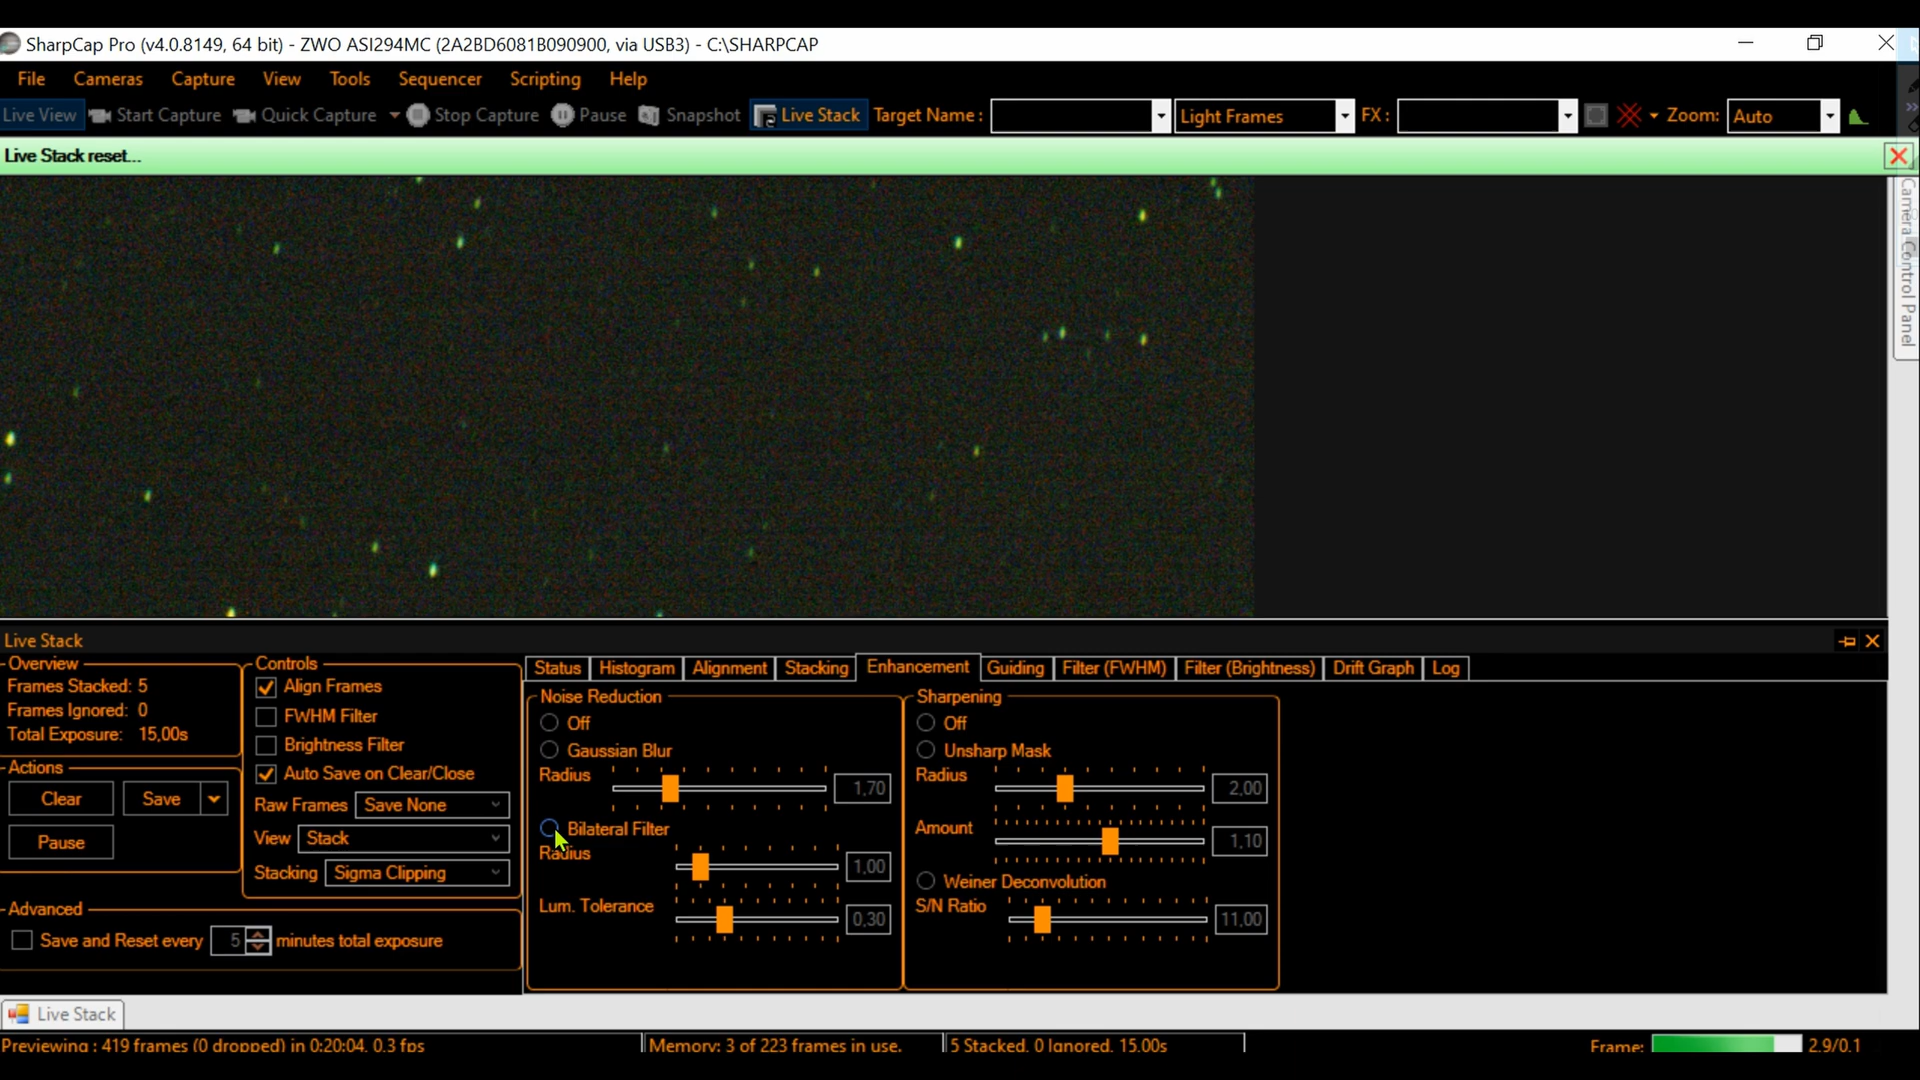 SharpCap Pro (v4.0.8149, 64 bit) - ZWO ASI294MC (2A2BD6081B090900, via USB3) - C:\SHARPCAP
File Cameras Capture View Tools Sequencer Scripting Help
Live View Start Capture Quick Capture Stop Capture Pause Snapshot Live Stack Target Name : Light Frames FX : Zoom: Auto
Live Stack reset...
Camera Control Panel
Live Stack
Overview
Frames Stacked: 5
Frames Ignored: 0
Total Exposure: 15,00s
Actions
Clear Save
Pause
Controls
Align Frames
FWHM Filter
Brightness Filter
Auto Save on Clear/Close
Raw Frames Save None
View Stack
Stacking Sigma Clipping
Advanced
Save and Reset every 5 minutes total exposure
Status Histogram Alignment Stacking Enhancement Guiding Filter (FWHM) Filter (Brightness) Drift Graph Log
Noise Reduction
Off
Gaussian Blur
Radius 1,70
Bilateral Filter
Radius 1,00
Lum. Tolerance 0,30
Sharpening
Off
Unsharp Mask
Radius 2,00
Amount 1,10
Weiner Deconvolution
S/N Ratio 11,00
Live Stack
Previewing : 419 frames (0 dropped) in 0:20:04, 0.3 fps Memory: 3 of 223 frames in use. 5 Stacked, 0 Ignored, 15.00s Frame: 2.9/0.1